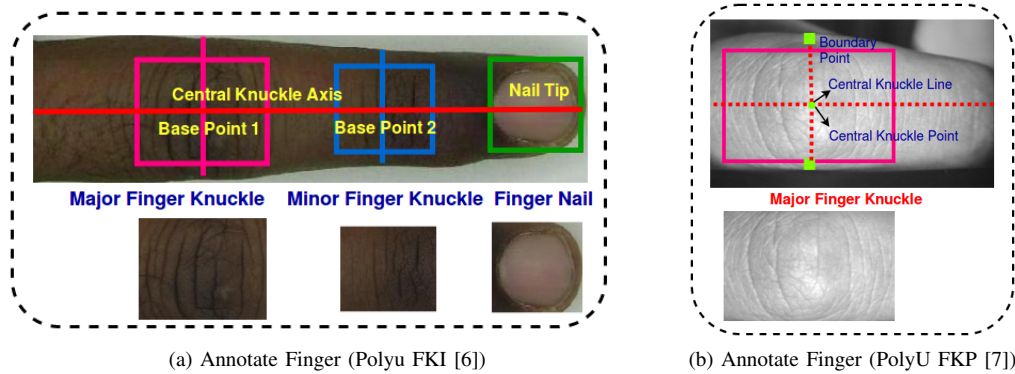 Central Knuckle Axis
Nail Tip
Base Point 1
Base Point 2
Major Finger Knuckle
Minor Finger Knuckle
Finger Nail
(a) Annotate Finger (Polyu FKI [6])
Boundary
Point
Central Knuckle Line
Central Knuckle Point
Major Finger Knuckle
(b) Annotate Finger (PolyU FKP [7])